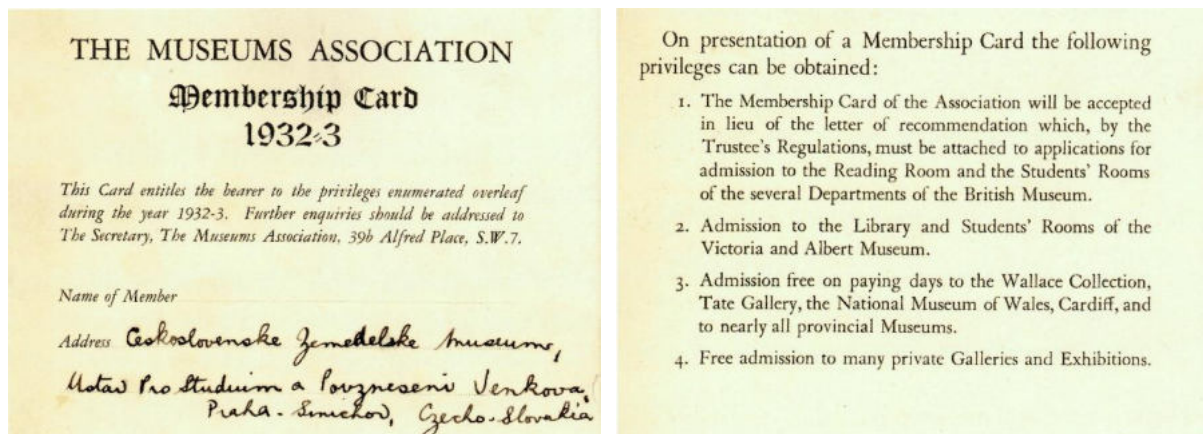 THE MUSEUMS ASSOCIATION
Membership Card
1932-3
This Card entitles the bearer to the privileges enumerated overleaf
during the year 1932-3. Further enquiries should be addressed to
The Secretary, The Museums Association, 39b Alfred Place, S.W.7.
Name of Member
Address Ceskoslovenske Zemedelske Museum,
Ustav Pro Studium a Povzneseni Venkova,
Praha - Smichov, Czecho-Slovakia
On presentation of a Membership Card the following
privileges can be obtained:
1. The Membership Card of the Association will be accepted
in lieu of the letter of recommendation which, by the
Trustee's Regulations, must be attached to applications for
admission to the Reading Room and the Students' Rooms
of the several Departments of the British Museum.
2. Admission to the Library and Students' Rooms of the
Victoria and Albert Museum.
3. Admission free on paying days to the Wallace Collection,
Tate Gallery, the National Museum of Wales, Cardiff, and
to nearly all provincial Museums.
4. Free admission to many private Galleries and Exhibitions.